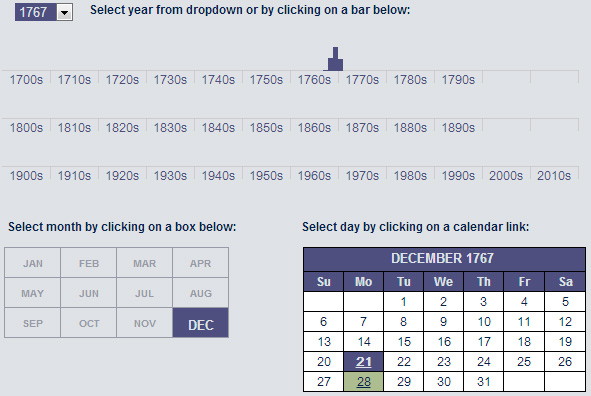 1767 Select year from dropdown or by clicking on a bar below:
1700s 1710s 1720s 1730s 1740s 1750s 1760s 1770s 1780s 1790s
1800s 1810s 1820s 1830s 1840s 1850s 1860s 1870s 1880s 1890s
1900s 1910s 1920s 1930s 1940s 1950s 1960s 1970s 1980s 1990s 2000s 2010s
Select month by clicking on a box below:
JAN FEB MAR APR
MAY JUN JUL AUG
SEP OCT NOV DEC
Select day by clicking on a calendar link:
DECEMBER 1767
Su Mo Tu We Th Fr Sa
1 2 3 4 5
6 7 8 9 10 11 12
13 14 15 16 17 18 19
20 21 22 23 24 25 26
27 28 29 30 31